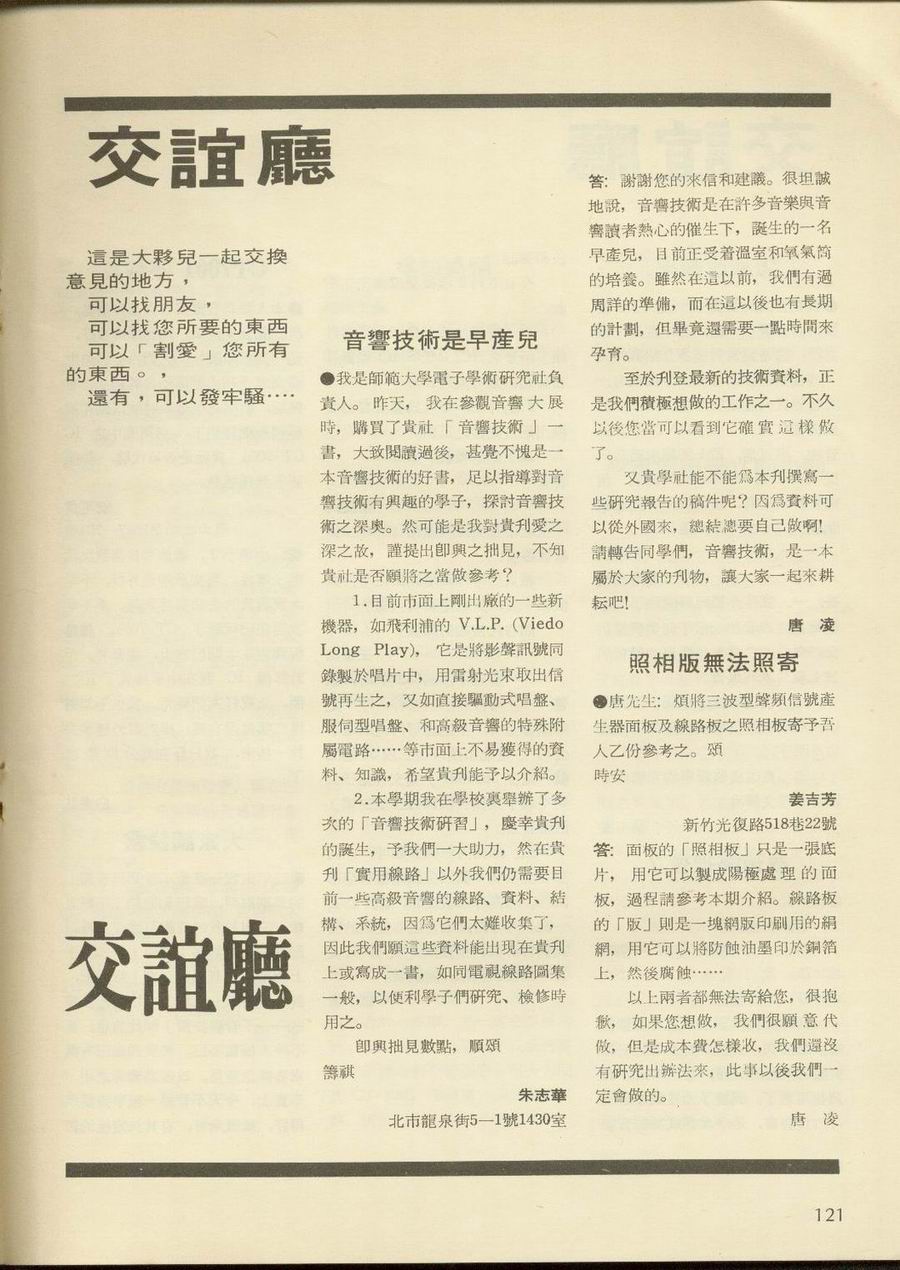 交誼廳
這是大夥兒一起交換
意見的地方，
可以找朋友，
可以找您所要的東西
可以「割愛」您所有
的東西。，
還有，可以發牢騷‥‥
交誼廳
音響技術是早產兒
●我是師範大學電子學術研究社負
責人。昨天，我在參觀音響大展
時，購買了貴社「音響技術」一
書，大致閱讀過後，甚覺不愧是一
本音響技術的好書，足以指導對音
響技術有興趣的學子，探討音響技
術之深奧。然可能是我對貴刋愛之
深之故，謹提出卽興之拙見，不知
貴社是否願將之當做參考？
1.目前市面上剛出廠的一些新
機器，如飛利浦的 V.L.P. (Viedo
Long Play)，它是將影聲訊號同
錄製於唱片中，用雷射光束取出信
號再生之，又如直接驅動式唱盤、
服伺型唱盤、和高級音響的特殊附
屬電路……等市面上不易獲得的資
料、知識，希望貴刋能予以介紹。
2.本學期我在學校裏舉辦了多
次的「音響技術硏習」，慶幸貴刋
的誕生，予我們一大助力，然在貴
刋「實用線路」以外我們仍需要目
前一些高級音響的線路、資料、結
構、系統，因爲它們太難收集了，
因此我們願這些資料能出現在貴刋
上或寫成一書，如同電視線路圖集
一般，以便利學子們硏究、檢修時
用之。
卽興拙見數點，順頌
籌祺
朱志華
北市龍泉街5—1號1430室
答：謝謝您的來信和建議。很坦誠
地說，音響技術是在許多音樂與音
響讀者熱心的催生下，誕生的一名
早產兒，目前正受着溫室和氧氣筒
的培養。雖然在這以前，我們有過
周詳的準備，而在這以後也有長期
的計劃，但畢竟還需要一點時間來
孕育。
至於刋登最新的技術資料，正
是我們積極想做的工作之一。不久
以後您當可以看到它確實這樣做
了。
又貴學社能不能爲本刋撰寫一
些硏究報告的稿件呢？因爲資料可
以從外國來，總結總要自己做啊！
請轉告同學們，音響技術，是一本
屬於大家的刋物，讓大家一起來耕
耘吧！
唐　凌
照相版無法照寄
●唐先生：煩將三波型聲頻信號產
生器面板及線路板之照相板寄予吾
人乙份參考之。頌
時安
姜吉芳
新竹光復路518巷22號
答：面板的「照相板」只是一張底
片，用它可以製成陽極處理的面
板，過程請參考本期介紹。線路板
的「版」則是一塊網版印刷用的絹
網，用它可以將防蝕油墨印於銅箔
上，然後腐蝕……
以上兩者都無法寄給您，很抱
歉，如果您想做，我們很願意代
做，但是成本費怎樣收，我們還沒
有硏究出辦法來，此事以後我們一
定會做的。
唐　凌
121